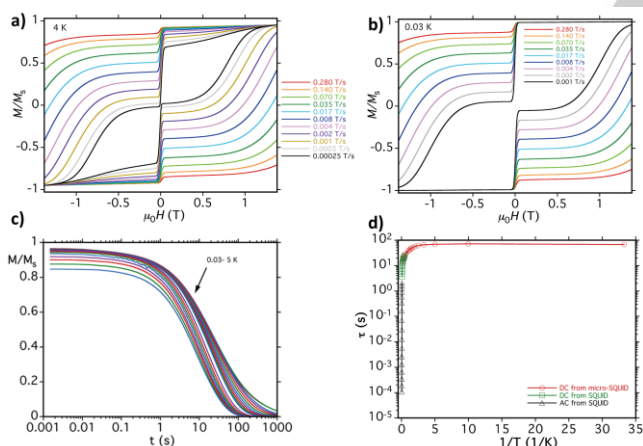 a)
4 K
1
0.5
0
-0.5
-1
M/Ms
-1
-0.5
0
0.5
1
μ0H (T)
0.280 T/s
0.140 T/s
0.070 T/s
0.035 T/s
0.017 T/s
0.008 T/s
0.004 T/s
0.002 T/s
0.001 T/s
0.00025 T/s
b)
0.03 K
1
0.5
0
-0.5
-1
M/Ms
-1
-0.5
0
0.5
1
μ0H (T)
0.280 T/s
0.140 T/s
0.070 T/s
0.035 T/s
0.017 T/s
0.008 T/s
0.004 T/s
0.002 T/s
0.001 T/s
c)
M/Ms
1
0.8
0.6
0.4
0.2
0
0.03- 5 K
0.001
0.01
0.1
1
10
100
1000
t (s)
d)
τ (s)
10²
10¹
10⁰
10⁻¹
10⁻²
10⁻³
10⁻⁴
10⁻⁵
DC from micro-SQUID
DC from SQUID
AC from SQUID
0
5
10
15
20
25
30
35
1/T (1/K)